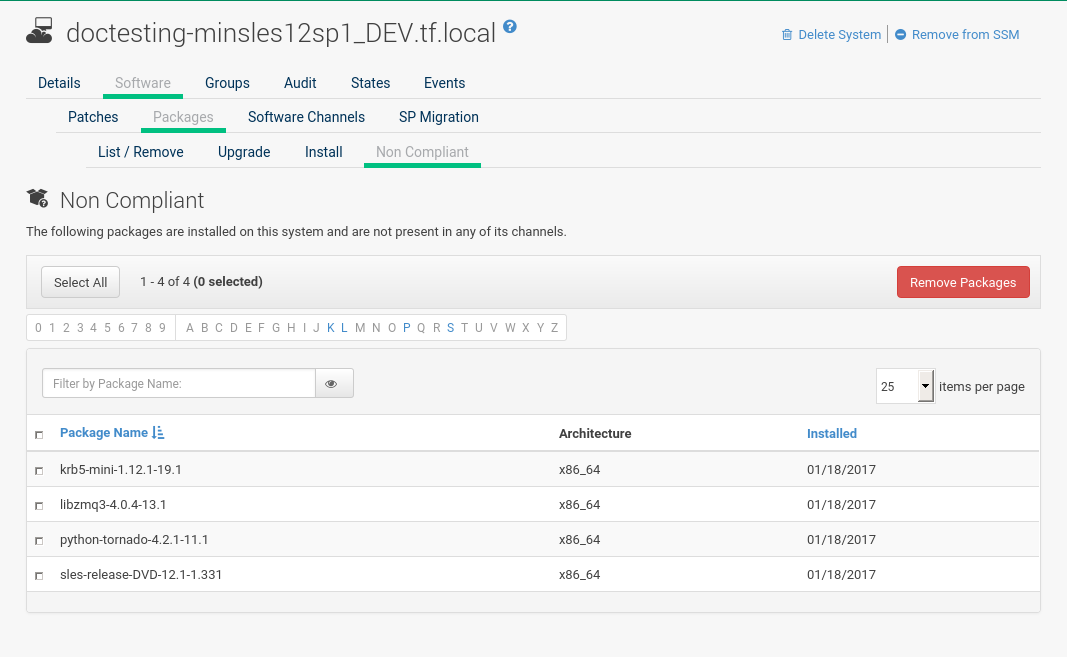 doctesting-minsles12sp1_DEV.tf.local ?
Delete System Remove from SSM
Details Software Groups Audit States Events
Patches Packages Software Channels SP Migration
List / Remove Upgrade Install Non Compliant
Non Compliant
The following packages are installed on this system and are not present in any of its channels.
Select All 1 - 4 of 4 (0 selected) Remove Packages
0 1 2 3 4 5 6 7 8 9 A B C D E F G H I J K L M N O P Q R S T U V W X Y Z
Filter by Package Name: 25 items per page
Package Name Architecture Installed
krb5-mini-1.12.1-19.1 x86_64 01/18/2017
libzmq3-4.0.4-13.1 x86_64 01/18/2017
python-tornado-4.2.1-11.1 x86_64 01/18/2017
sles-release-DVD-12.1-1.331 x86_64 01/18/2017